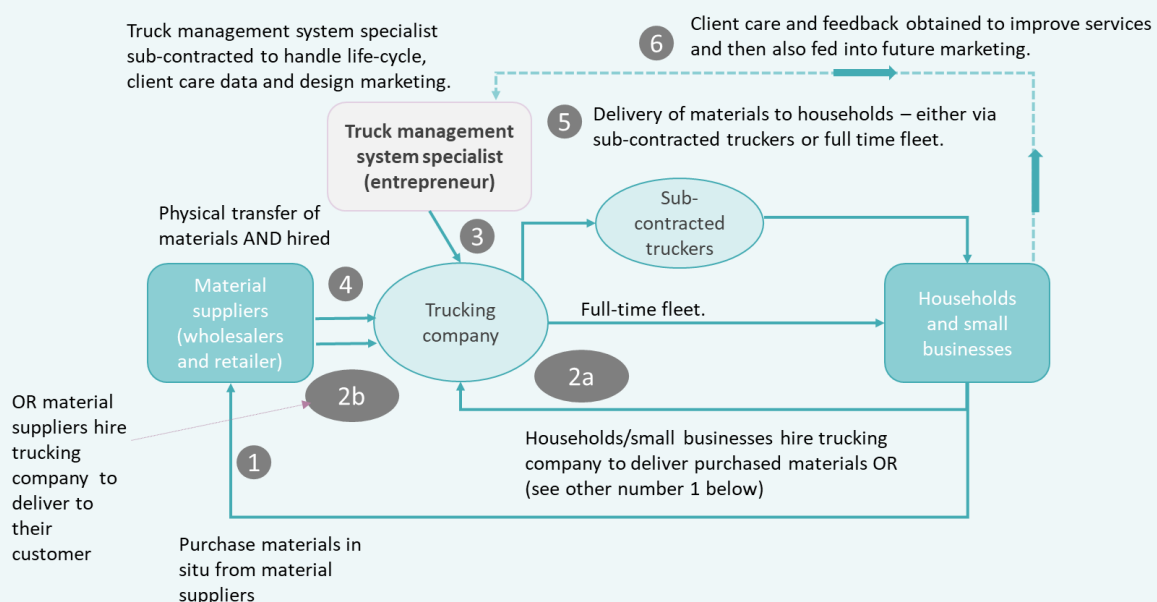 Truck management system specialist
sub-contracted to handle life-cycle,
client care data and design marketing.
6
Client care and feedback obtained to improve services
and then also fed into future marketing.
Truck management
system specialist
(entrepreneur)
5
Delivery of materials to households – either via
sub-contracted truckers or full time fleet.
Physical transfer of
materials AND hired
3
Sub-
contracted
truckers
4
Material
suppliers
(wholesalers
and retailer)
Trucking
company
Full-time fleet.
Households
and small
businesses
2b
2a
OR material
suppliers hire
trucking
company to
deliver to
their
customer
1
Households/small businesses hire trucking
company to deliver purchased materials OR
(see other number 1 below)
Purchase materials in
situ from material
suppliers